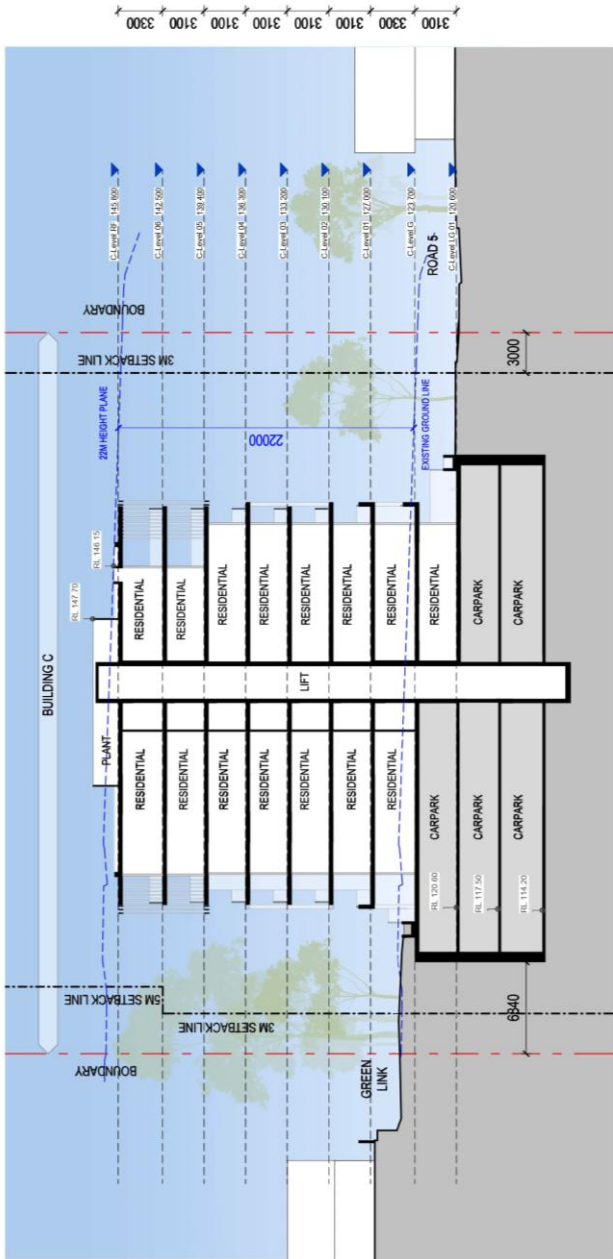 3300
3100
3100
3100
3100
3100
3300
3100
C-Level RF 145.800
C-Level 06 142.500
C-Level 05 139.400
C-Level 04 136.300
C-Level 03 133.200
C-Level 02 130.100
C-Level 01 127.000
C-Level G 123.700
C-Level LG 01 120.600
ROAD 5
BOUNDARY
3M SETBACK LINE
3000
22M HEIGHT PLANE
22000
EXISTING GROUND LINE
BUILDING C
RL 146.15
RL 147.70
RESIDENTIAL
RESIDENTIAL
RESIDENTIAL
RESIDENTIAL
RESIDENTIAL
RESIDENTIAL
RESIDENTIAL
RESIDENTIAL
CARPARK
CARPARK
LIFT
PLANT
RESIDENTIAL
RESIDENTIAL
RESIDENTIAL
RESIDENTIAL
RESIDENTIAL
RESIDENTIAL
RESIDENTIAL
CARPARK
CARPARK
CARPARK
RL 120.60
RL 117.50
RL 114.20
5M SETBACK LINE
3M SETBACK LINE
6840
BOUNDARY
GREEN
LINK